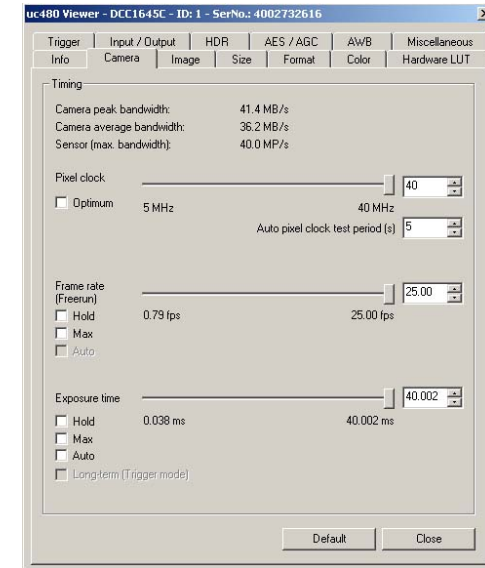 uc480 Viewer - DCC1645C - ID: 1 - SerNo.: 4002732616
Trigger Input / Output HDR AES / AGC AWB Miscellaneous
Info Camera Image Size Format Color Hardware LUT
Timing
Camera peak bandwidth: 41.4 MB/s
Camera average bandwidth: 36.2 MB/s
Sensor (max. bandwidth): 40.0 MP/s
Pixel clock 40
Optimum 5 MHz 40 MHz
Auto pixel clock test period (s) 5
Frame rate
(Freerun) 25.00
Hold 0.79 fps 25.00 fps
Max
Auto
Exposure time 40.002
Hold 0.038 ms 40.002 ms
Max
Auto
Long-term (Trigger mode)
Default Close